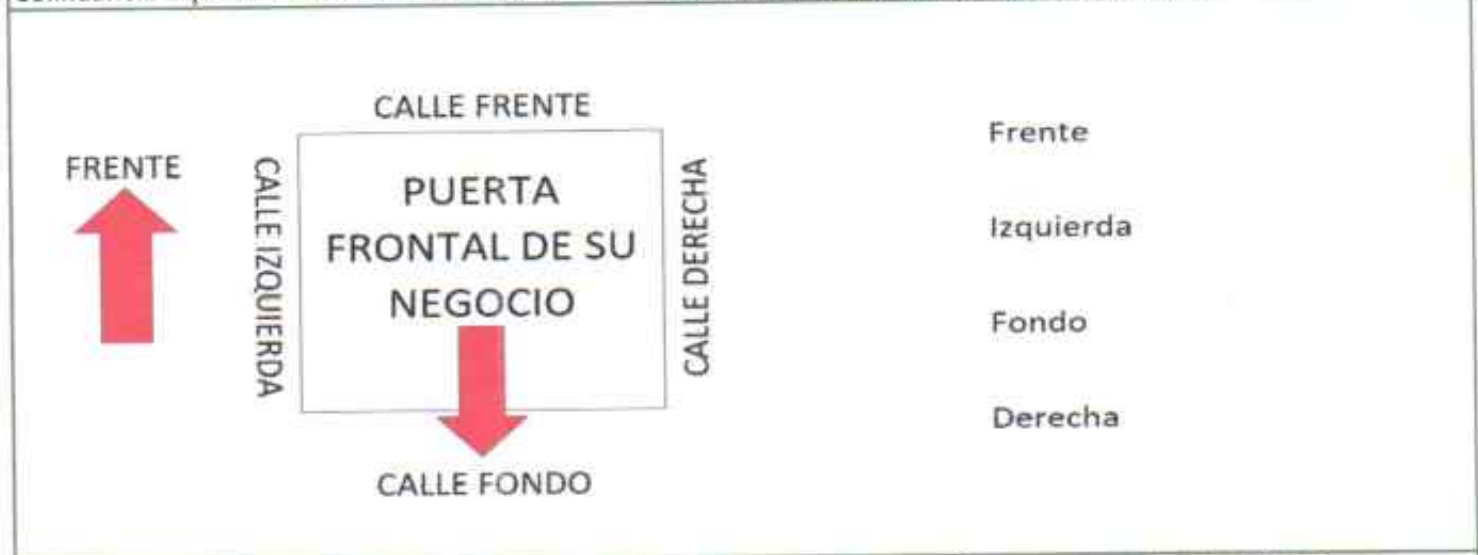 CALLE FRENTE
FRENTE
CALLE IZQUIERDA
PUERTA
FRONTAL DE SU
NEGOCIO
CALLE DERECHA
CALLE FONDO
Frente
Izquierda
Fondo
Derecha